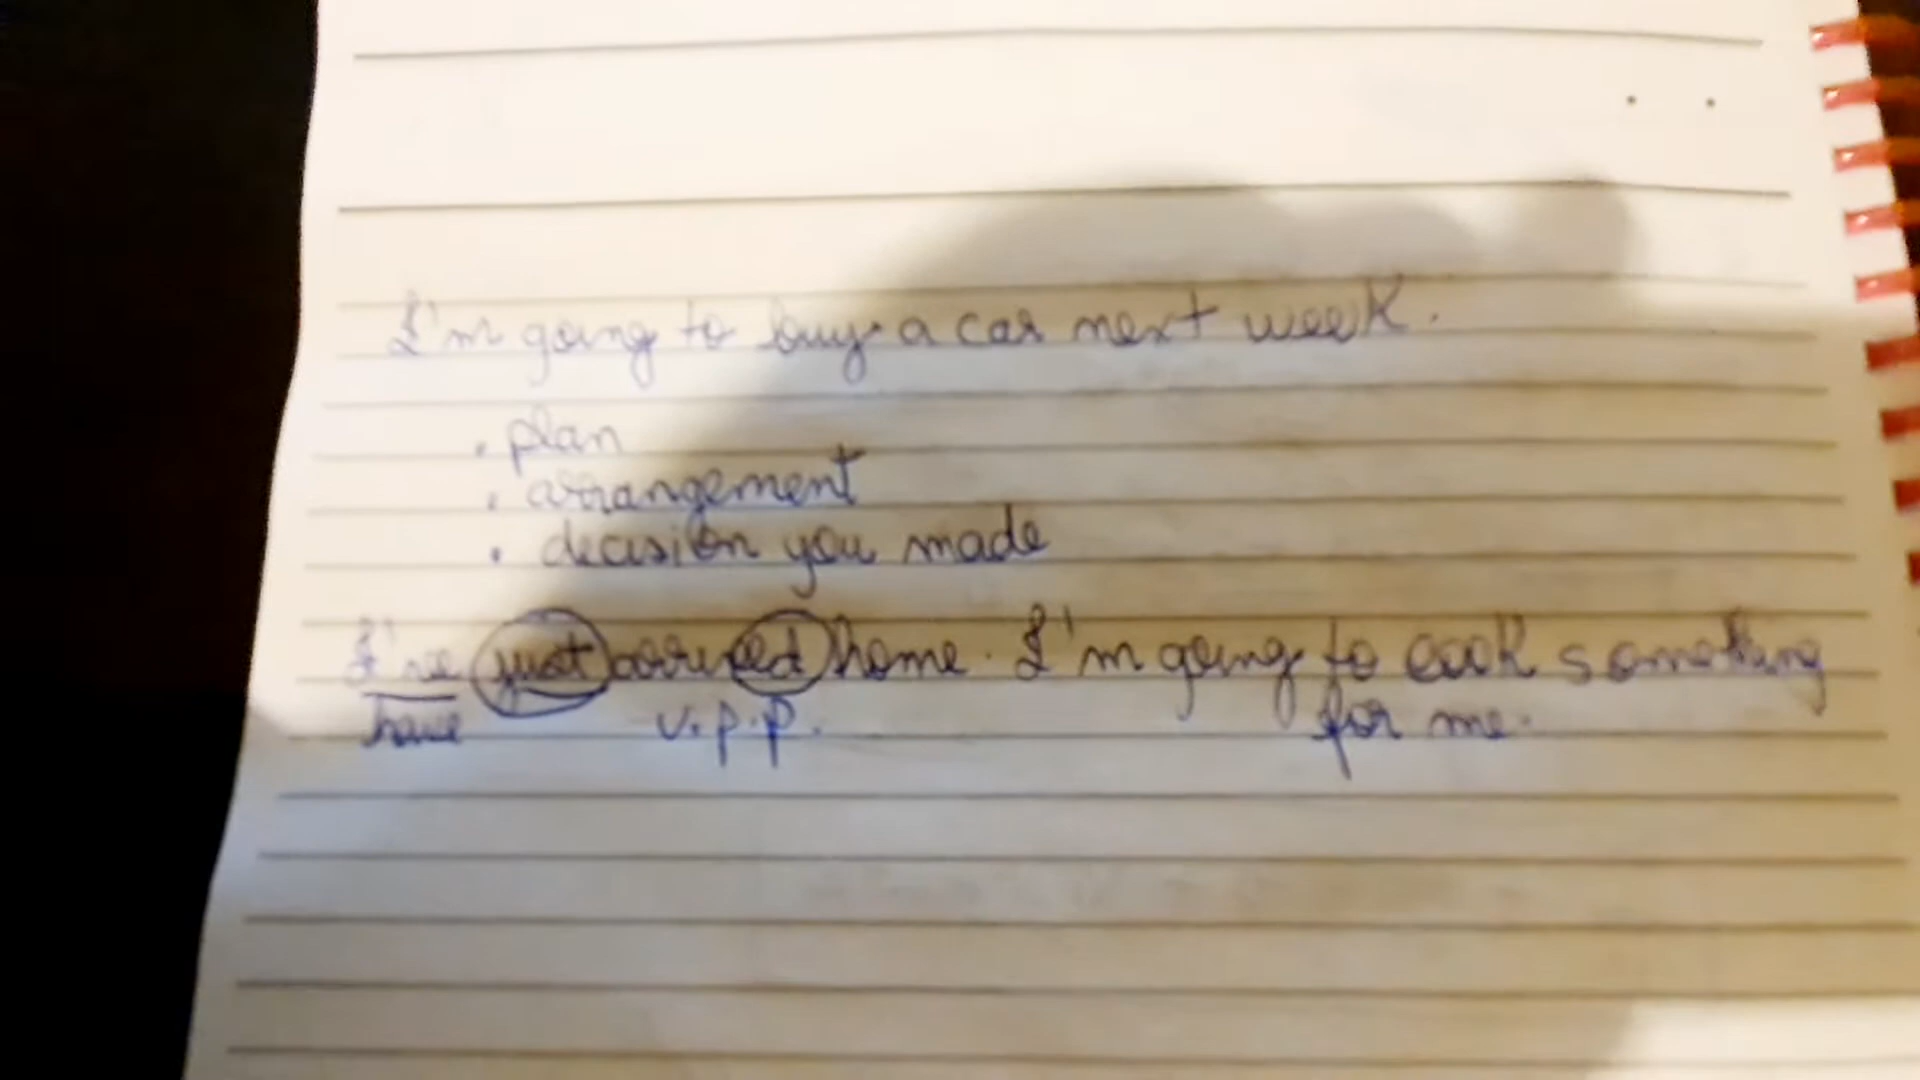 I'm going to buy a car next week.
. plan
. arrangement
. decision you made
I've just arrived home. I'm going to cook something
have v.p.p. for me.